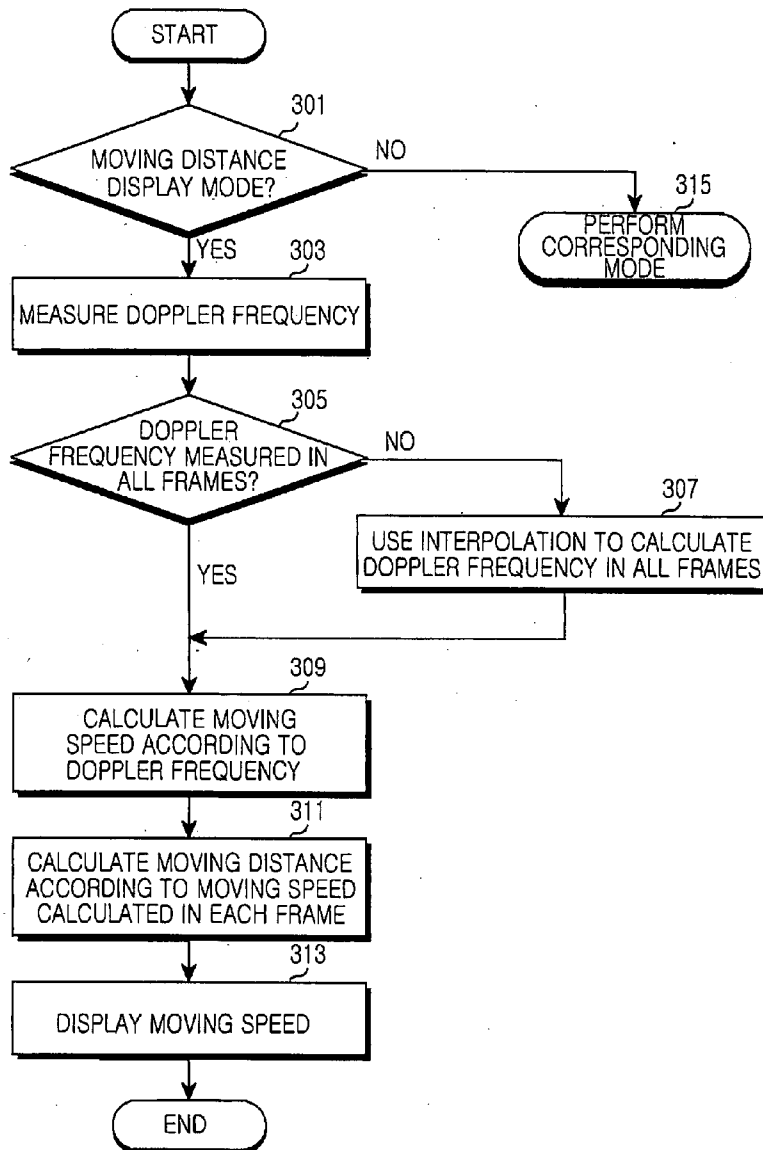 START
301
MOVING DISTANCE
DISPLAY MODE?
NO
315
PERFORM
CORRESPONDING
MODE
YES
303
MEASURE DOPPLER FREQUENCY
305
DOPPLER
FREQUENCY MEASURED IN
ALL FRAMES?
NO
307
USE INTERPOLATION TO CALCULATE
DOPPLER FREQUENCY IN ALL FRAMES
YES
309
CALCULATE MOVING
SPEED ACCORDING TO
DOPPLER FREQUENCY
311
CALCULATE MOVING DISTANCE
ACCORDING TO MOVING SPEED
CALCULATED IN EACH FRAME
313
DISPLAY MOVING SPEED
END